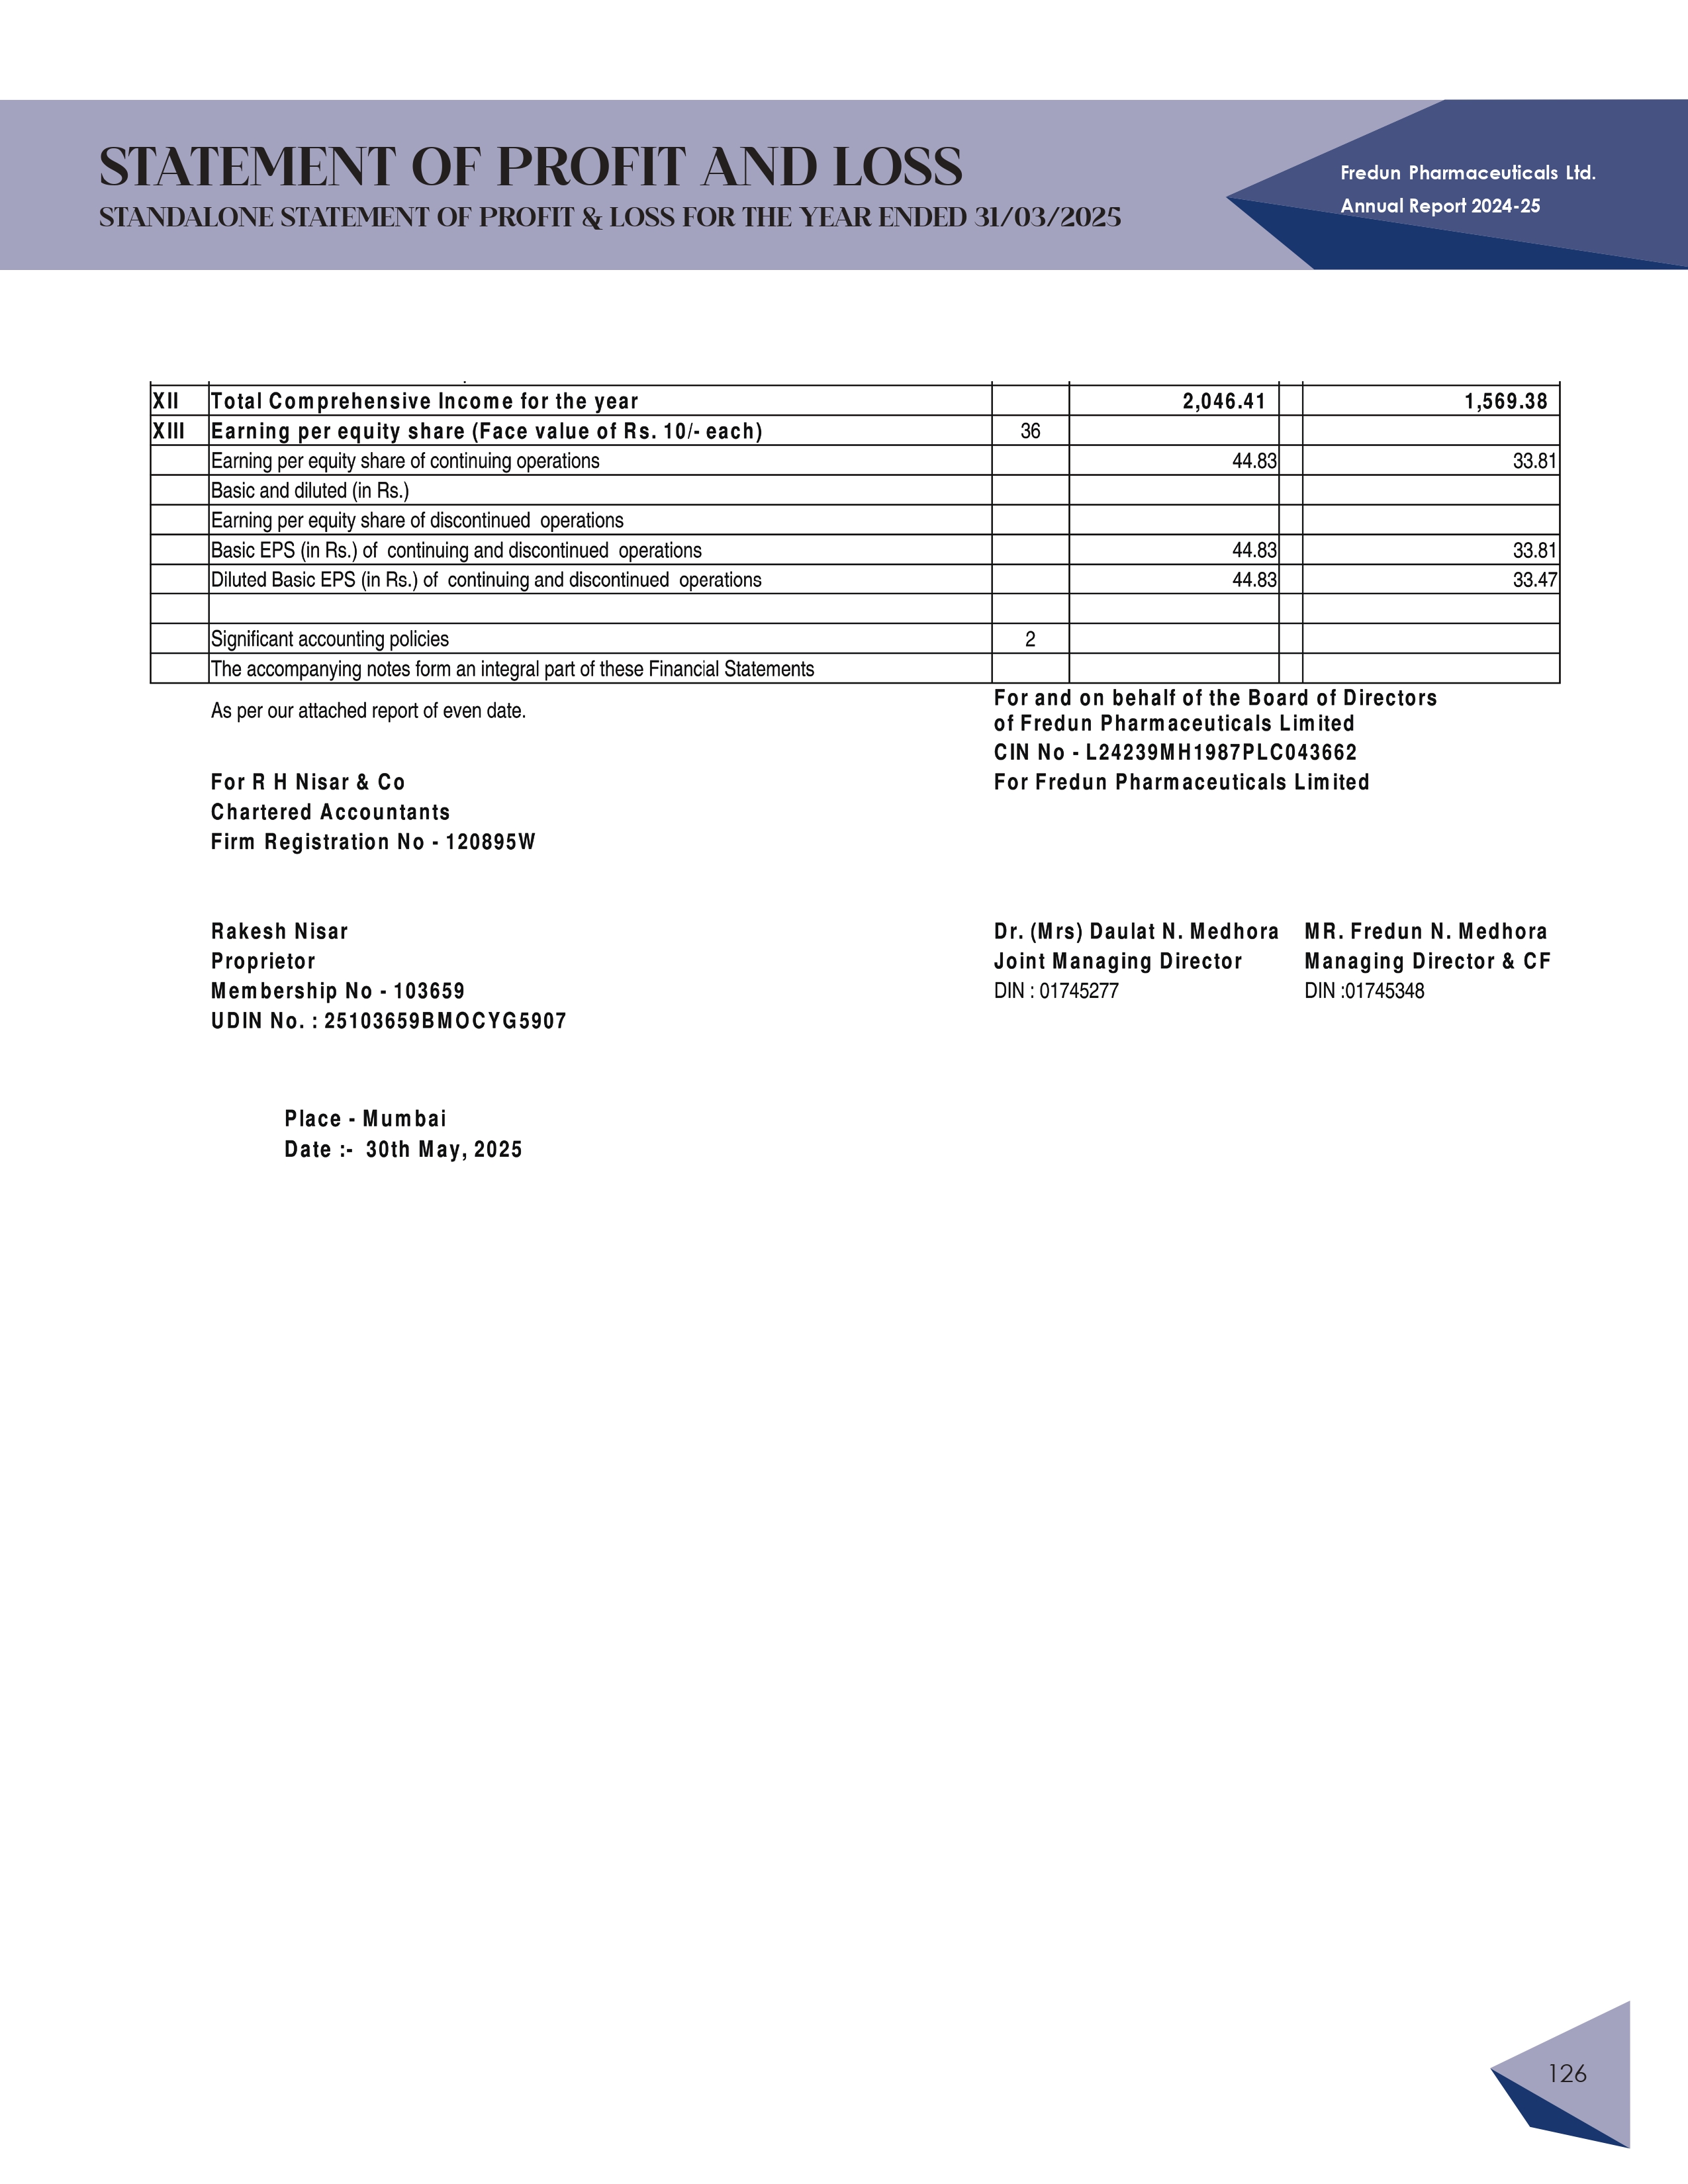 STATEMENT OF PROFIT AND LOSS
STANDALONE STATEMENT OF PROFIT & LOSS FOR THE YEAR ENDED 31/03/2025
Fredun Pharmaceuticals Ltd.
Annual Report 2024-25
XII Total Comprehensive Income for the year 2,046.41 1,569.38
XIII Earning per equity share (Face value of Rs. 10/- each) 36
Earning per equity share of continuing operations 44.83 33.81
Basic and diluted (in Rs.)
Earning per equity share of discontinued operations
Basic EPS (in Rs.) of continuing and discontinued operations 44.83 33.81
Diluted Basic EPS (in Rs.) of continuing and discontinued operations 44.83 33.47
Significant accounting policies 2
The accompanying notes form an integral part of these Financial Statements
As per our attached report of even date.
For and on behalf of the Board of Directors
of Fredun Pharmaceuticals Limited
CIN No - L24239MH1987PLC043662
For R H Nisar & Co For Fredun Pharmaceuticals Limited
Chartered Accountants
Firm Registration No - 120895W
Rakesh Nisar Dr. (Mrs) Daulat N. Medhora MR. Fredun N. Medhora
Proprietor Joint Managing Director Managing Director & CF
Membership No - 103659 DIN : 01745277 DIN :01745348
UDIN No. : 25103659BMOCYG5907
Place - Mumbai
Date :- 30th May, 2025
126